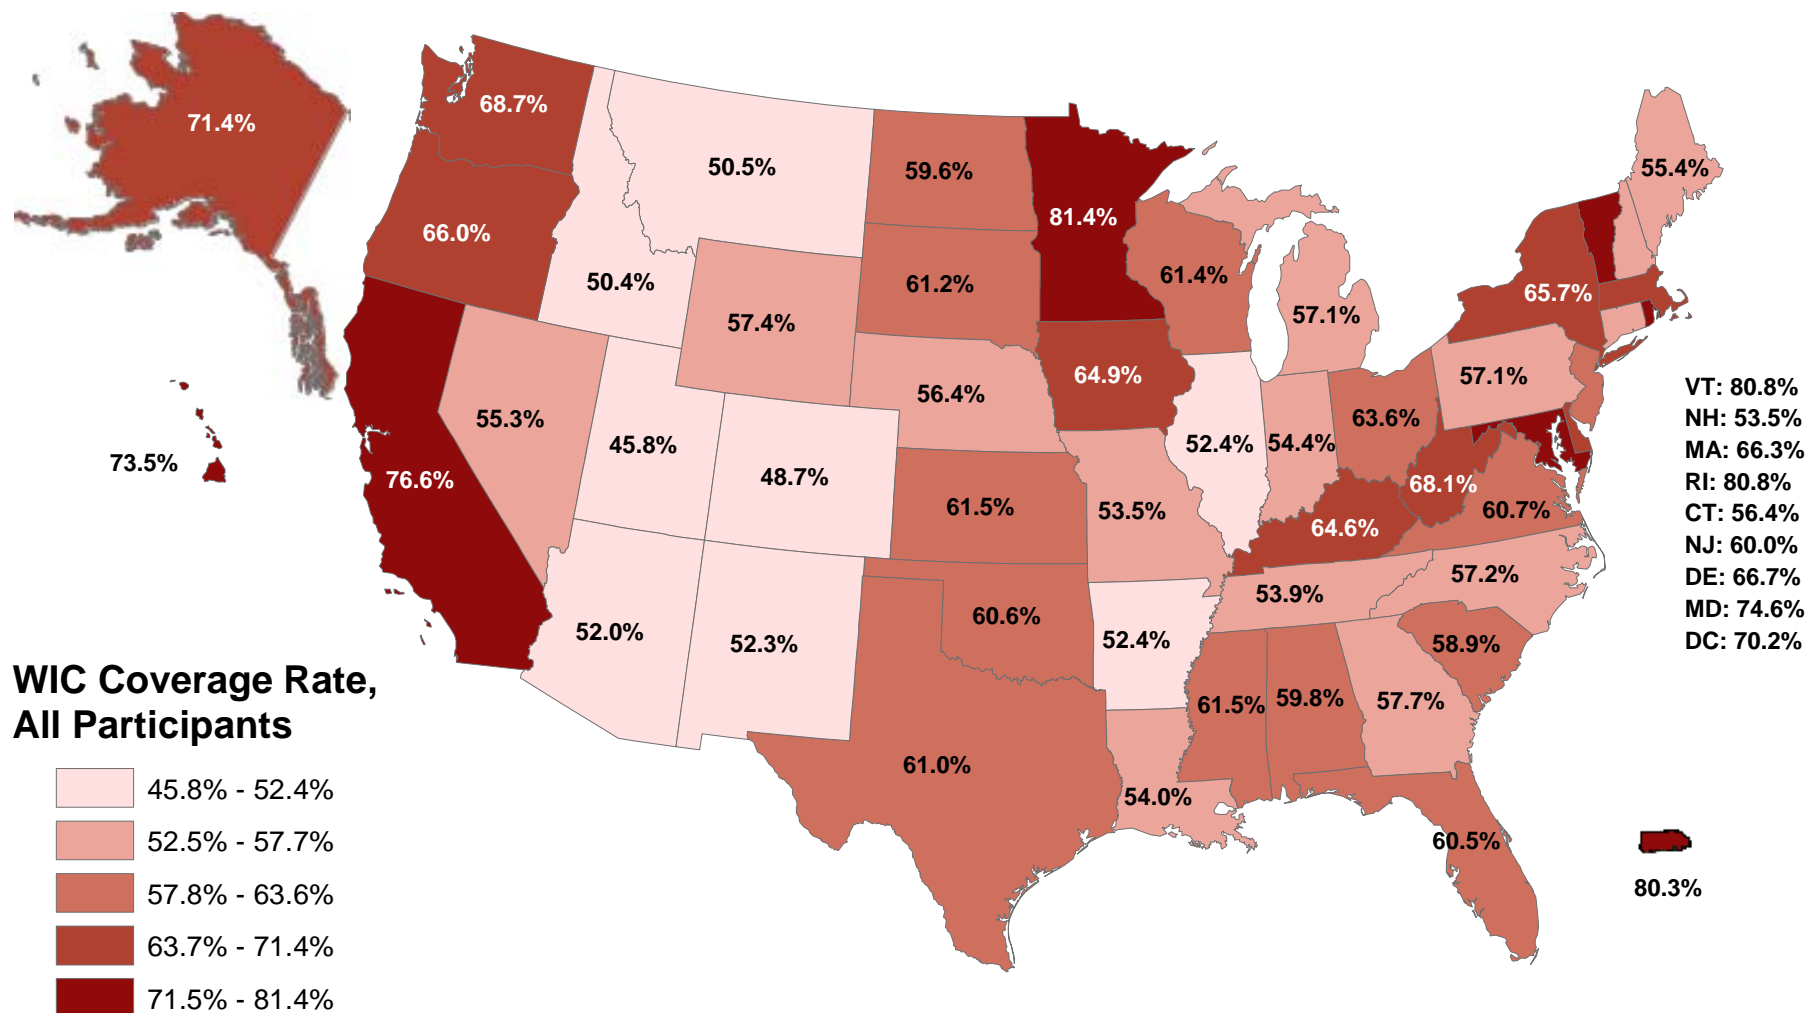 71.4%
68.7%
50.5%
59.6%
81.4%
55.4%
66.0%
50.4%
61.2%
61.4%
65.7%
57.4%
57.1%
64.9%
57.1%
56.4%
55.3%
45.8%
48.7%
52.4%
54.4%
63.6%
73.5%
76.6%
61.5%
53.5%
68.1%
60.7%
64.6%
57.2%
53.9%
52.0%
52.3%
60.6%
52.4%
58.9%
61.5%
59.8%
57.7%
61.0%
54.0%
60.5%
80.3%
VT: 80.8%
NH: 53.5%
MA: 66.3%
RI: 80.8%
CT: 56.4%
NJ: 60.0%
DE: 66.7%
MD: 74.6%
DC: 70.2%
WIC Coverage Rate,
All Participants
45.8% - 52.4%
52.5% - 57.7%
57.8% - 63.6%
63.7% - 71.4%
71.5% - 81.4%